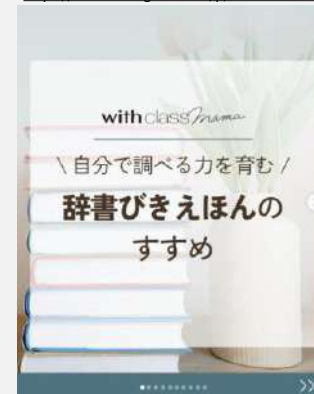 with class mama
\ 自分で調べる力を育む /
辞書びきえほんの
すすめ
>>